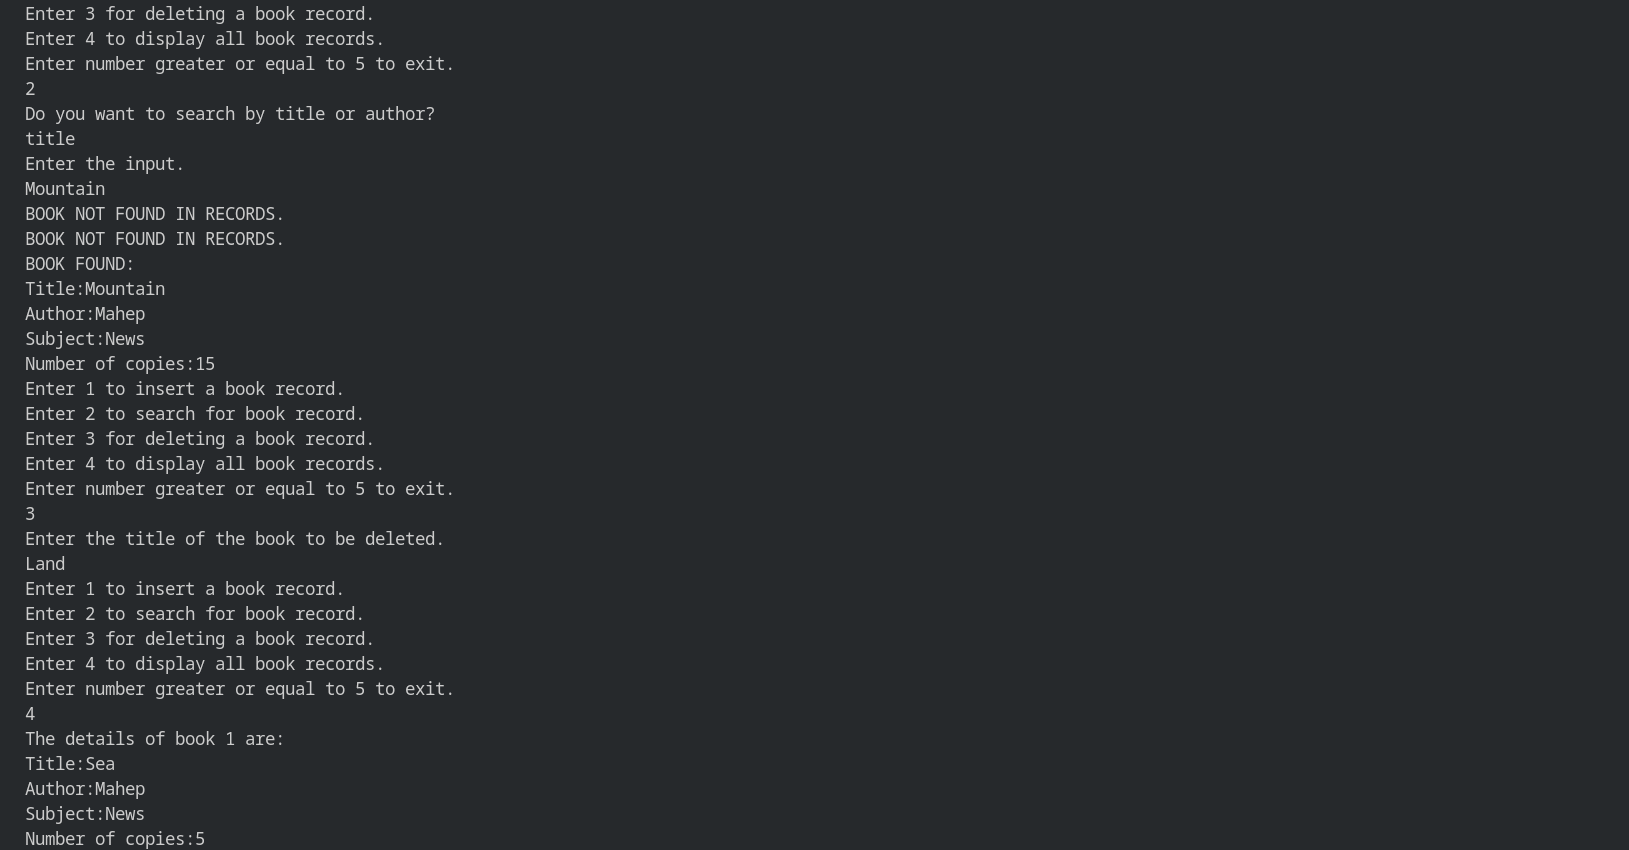 Enter 3 for deleting a book record.
Enter 4 to display all book records.
Enter number greater or equal to 5 to exit.
2
Do you want to search by title or author?
title
Enter the input.
Mountain
BOOK NOT FOUND IN RECORDS.
BOOK NOT FOUND IN RECORDS.
BOOK FOUND:
Title:Mountain
Author:Mahep
Subject:News
Number of copies:15
Enter 1 to insert a book record.
Enter 2 to search for book record.
Enter 3 for deleting a book record.
Enter 4 to display all book records.
Enter number greater or equal to 5 to exit.
3
Enter the title of the book to be deleted.
Land
Enter 1 to insert a book record.
Enter 2 to search for book record.
Enter 3 for deleting a book record.
Enter 4 to display all book records.
Enter number greater or equal to 5 to exit.
4
The details of book 1 are:
Title:Sea
Author:Mahep
Subject:News
Number of copies:5